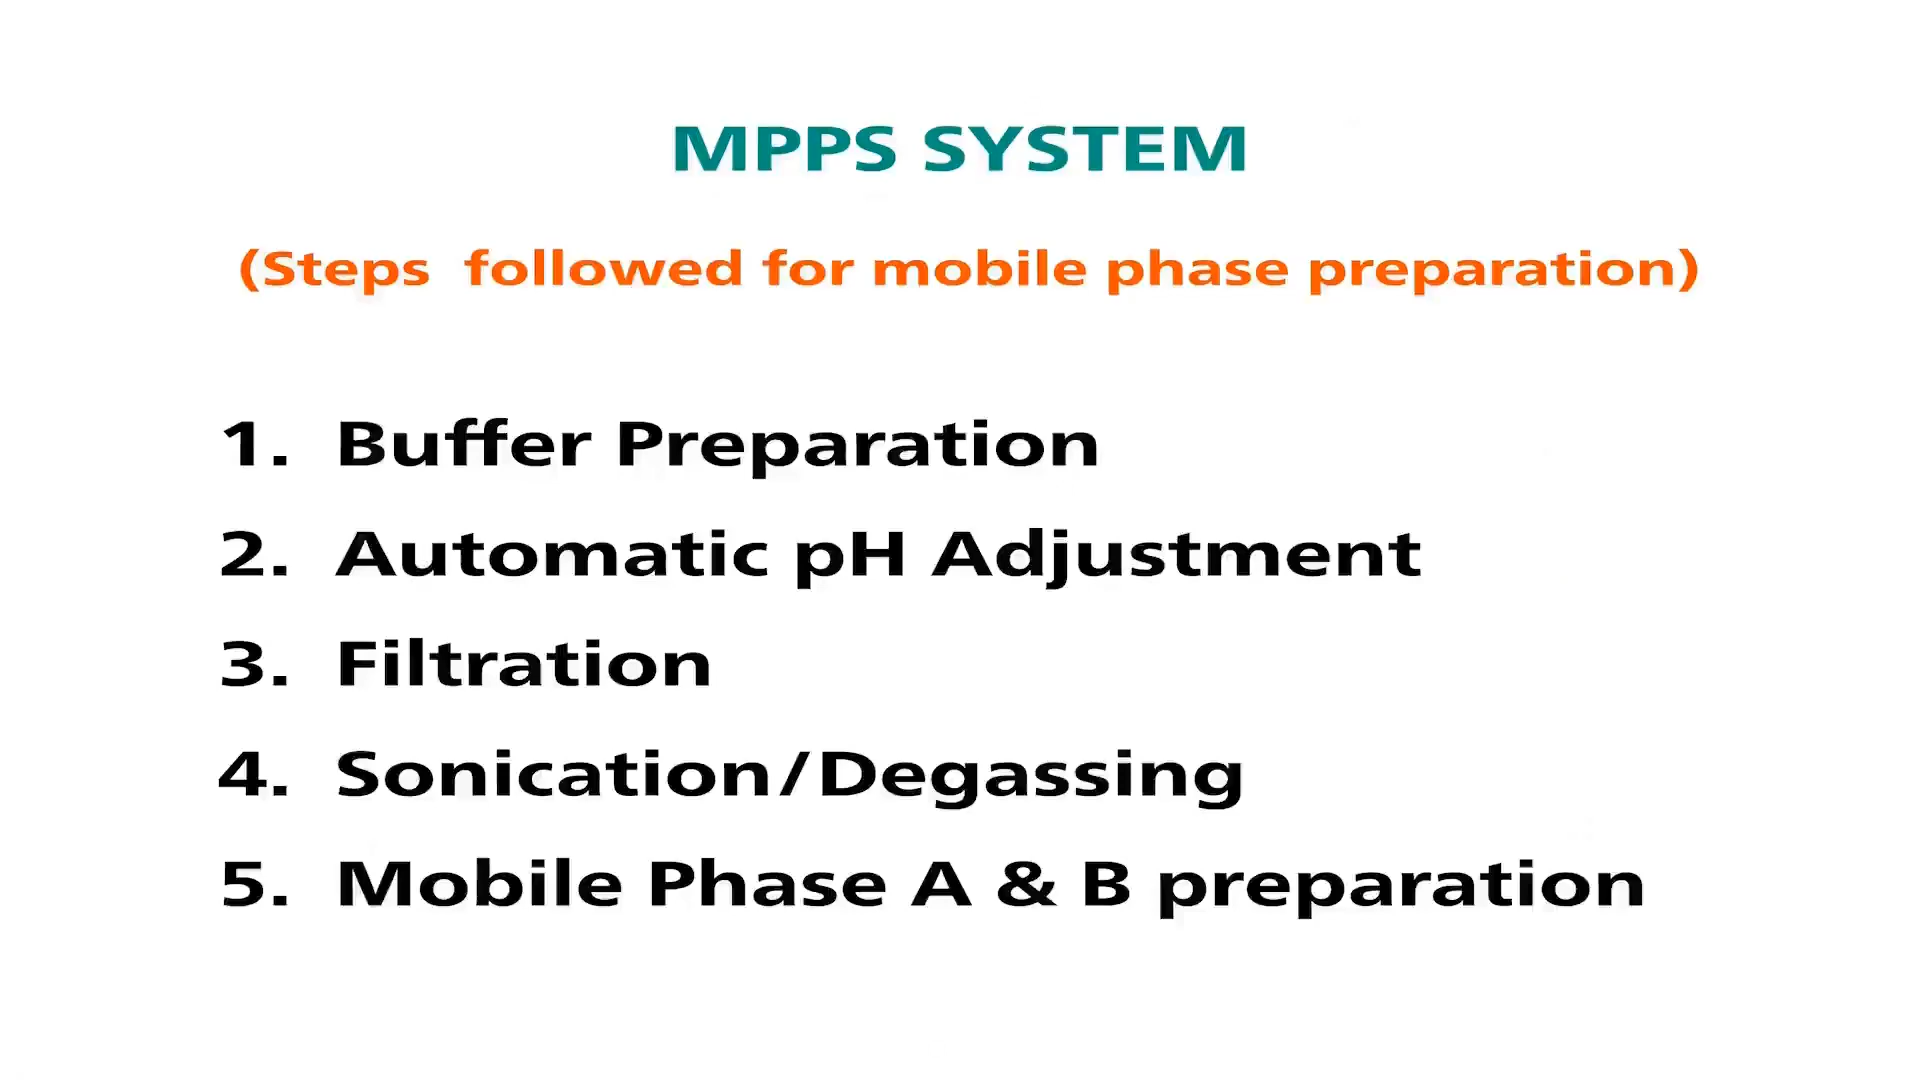 MPPS SYSTEM
(Steps followed for mobile phase preparation)
1. Buffer Preparation
2. Automatic pH Adjustment
3. Filtration
4. Sonication/Degassing
5. Mobile Phase A & B preparation